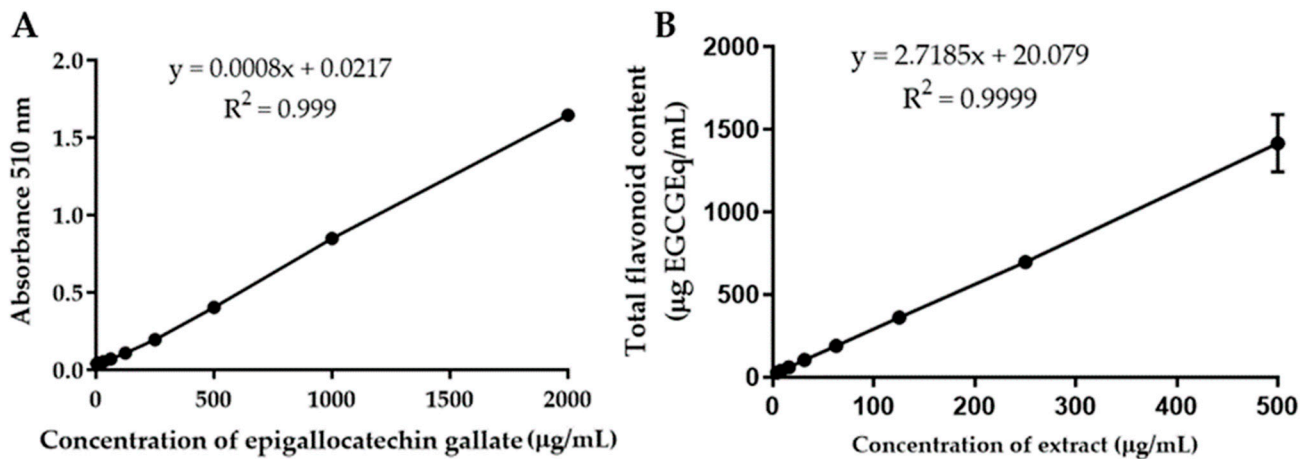 A
y = 0.0008x + 0.0217
R² = 0.999
2.0
1.5
1.0
0.5
0.0
Absorbance 510 nm
0 500 1000 1500 2000
Concentration of epigallocatechin gallate (µg/mL)
B
y = 2.7185x + 20.079
R² = 0.9999
2000
1500
1000
500
0
Total flavonoid content
(µg EGCGEq/mL)
0 100 200 300 400 500
Concentration of extract (µg/mL)